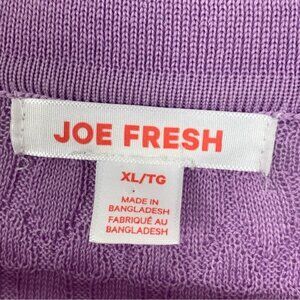 JOE FRESH
XL/TG
MADE IN
BANGLADESH
FABRIQUÉ AU
BANGLADESH